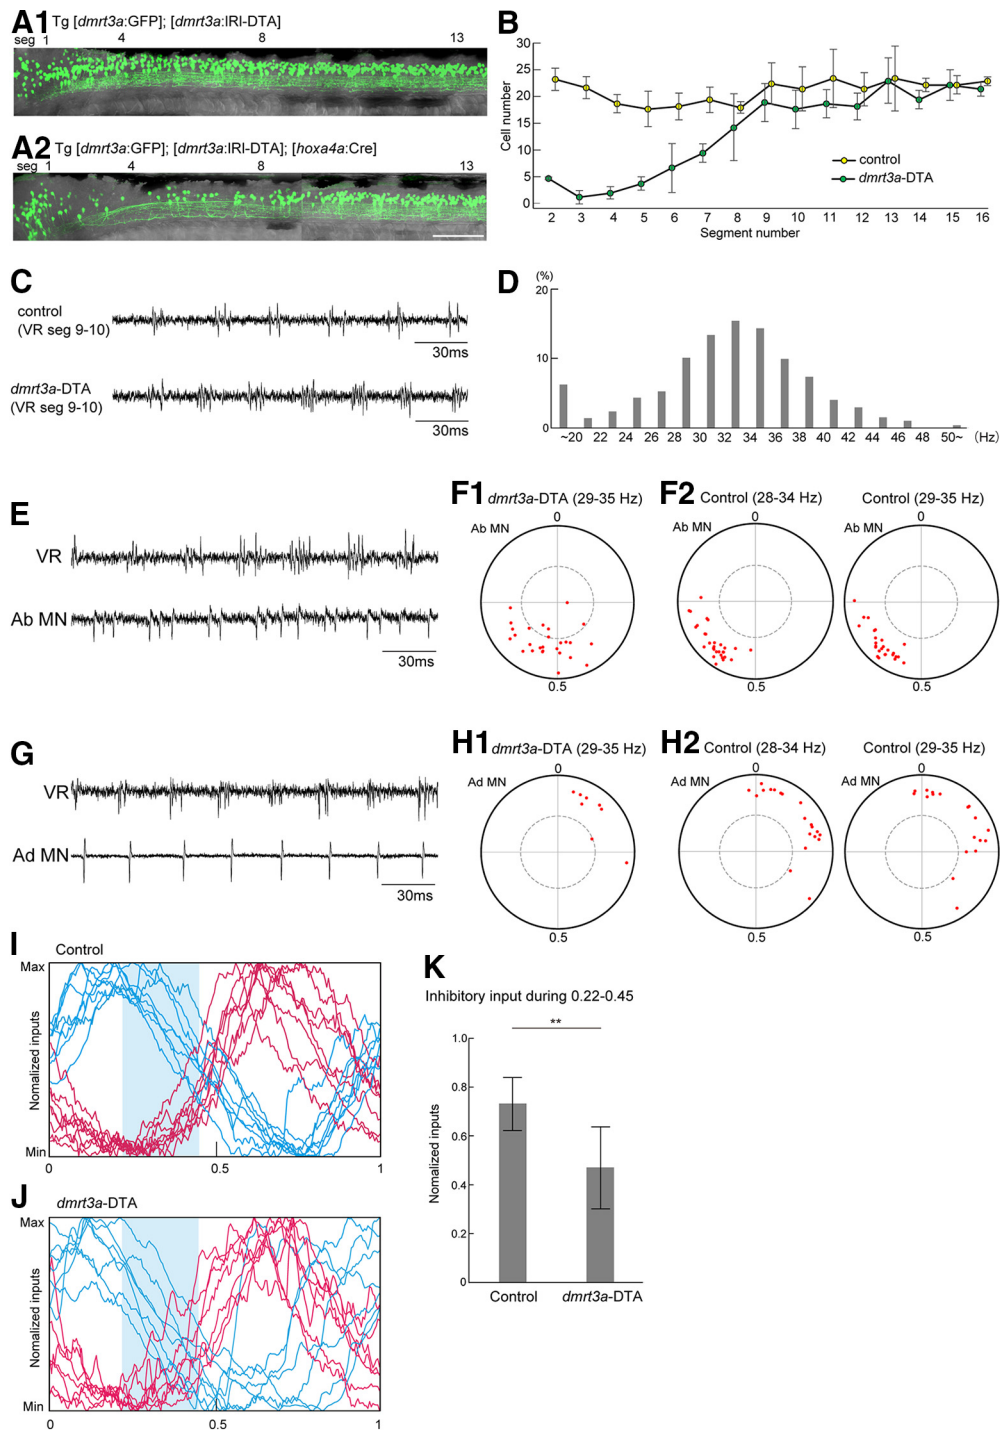 A1 Tg [dmrt3a:GFP]; [dmrt3a:lRl-DTA]
seg 1 4 8 13
A2 Tg [dmrt3a:GFP]; [dmrt3a:lRl-DTA]; [hoxa4a:Cre]
seg 1 4 8 13
B
30
25
20
15
10
5
0
Cell number
control
dmrt3a-DTA
2 3 4 5 6 7 8 9 10 11 12 13 14 15 16
Segment number
C
control
(VR seg 9-10)
30ms
dmrt3a-DTA
(VR seg 9-10)
30ms
D
(%)
20
10
0
~20 22 24 26 28 30 32 34 36 38 40 42 44 46 48 50~ (Hz)
E
VR
Ab MN
30ms
F1 dmrt3a-DTA (29-35 Hz)
Ab MN
0
0.5
F2 Control (28-34 Hz)
Ab MN
0
0.5
Control (29-35 Hz)
Ab MN
0
0.5
G
VR
Ad MN
30ms
H1 dmrt3a-DTA (29-35 Hz)
Ad MN
0
0.5
H2 Control (28-34 Hz)
Ad MN
0
0.5
Control (29-35 Hz)
Ad MN
0
0.5
I
Control
Max
Nomalized inputs
Min
0 0.5 1
J
dmrt3a-DTA
Max
Nomalized inputs
Min
0 0.5 1
K
Inhibitory input during 0.22-0.45
**
1.0
0.8
0.6
0.4
0.2
0
Nomalized inputs
Control dmrt3a-DTA